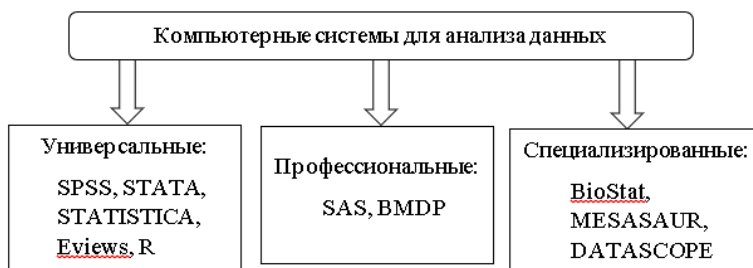 Компьютерные системы для анализа данных
Универсальные:
SPSS, STATA,
STATISTICA,
Eviews, R
Профессиональные:
SAS, BMDP
Специализированные:
BioStat,
MESASAUR,
DATASCOPE